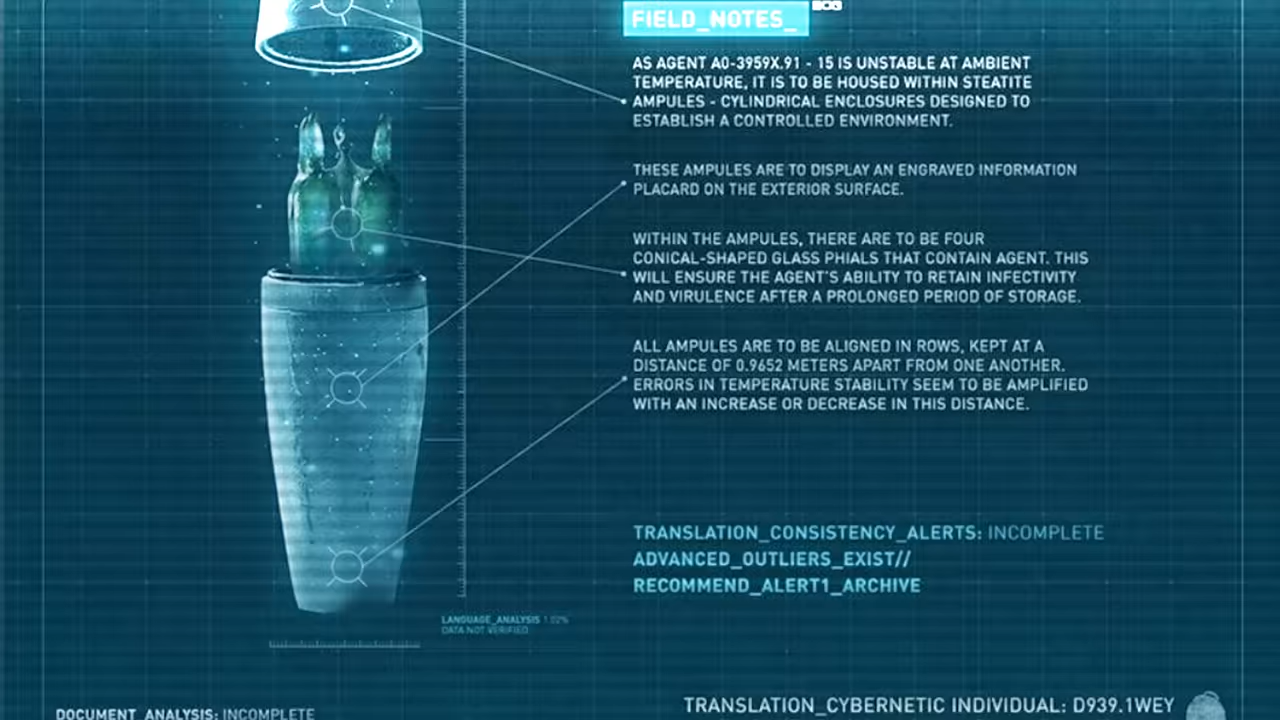 FIELD_NOTES_
AS AGENT A0-3959X.91 - 15 IS UNSTABLE AT AMBIENT
TEMPERATURE, IT IS TO BE HOUSED WITHIN STEATITE
AMPULES - CYLINDRICAL ENCLOSURES DESIGNED TO
ESTABLISH A CONTROLLED ENVIRONMENT.
THESE AMPULES ARE TO DISPLAY AN ENGRAVED INFORMATION
PLACARD ON THE EXTERIOR SURFACE.
WITHIN THE AMPULES, THERE ARE TO BE FOUR
CONICAL-SHAPED GLASS PHIALS THAT CONTAIN AGENT. THIS
WILL ENSURE THE AGENT'S ABILITY TO RETAIN INFECTIVITY
AND VIRULENCE AFTER A PROLONGED PERIOD OF STORAGE.
ALL AMPULES ARE TO BE ALIGNED IN ROWS, KEPT AT A
DISTANCE OF 0.9652 METERS APART FROM ONE ANOTHER.
ERRORS IN TEMPERATURE STABILITY SEEM TO BE AMPLIFIED
WITH AN INCREASE OR DECREASE IN THIS DISTANCE.
TRANSLATION_CONSISTENCY_ALERTS: INCOMPLETE
ADVANCED_OUTLIERS_EXIST//
RECOMMEND_ALERT1_ARCHIVE
LANGUAGE_ANALYSIS 1.02%
DATA NOT VERIFIED
TRANSLATION_CYBERNETIC INDIVIDUAL: D939.1WEY
DOCUMENT_ANALYSIS: INCOMPLETE